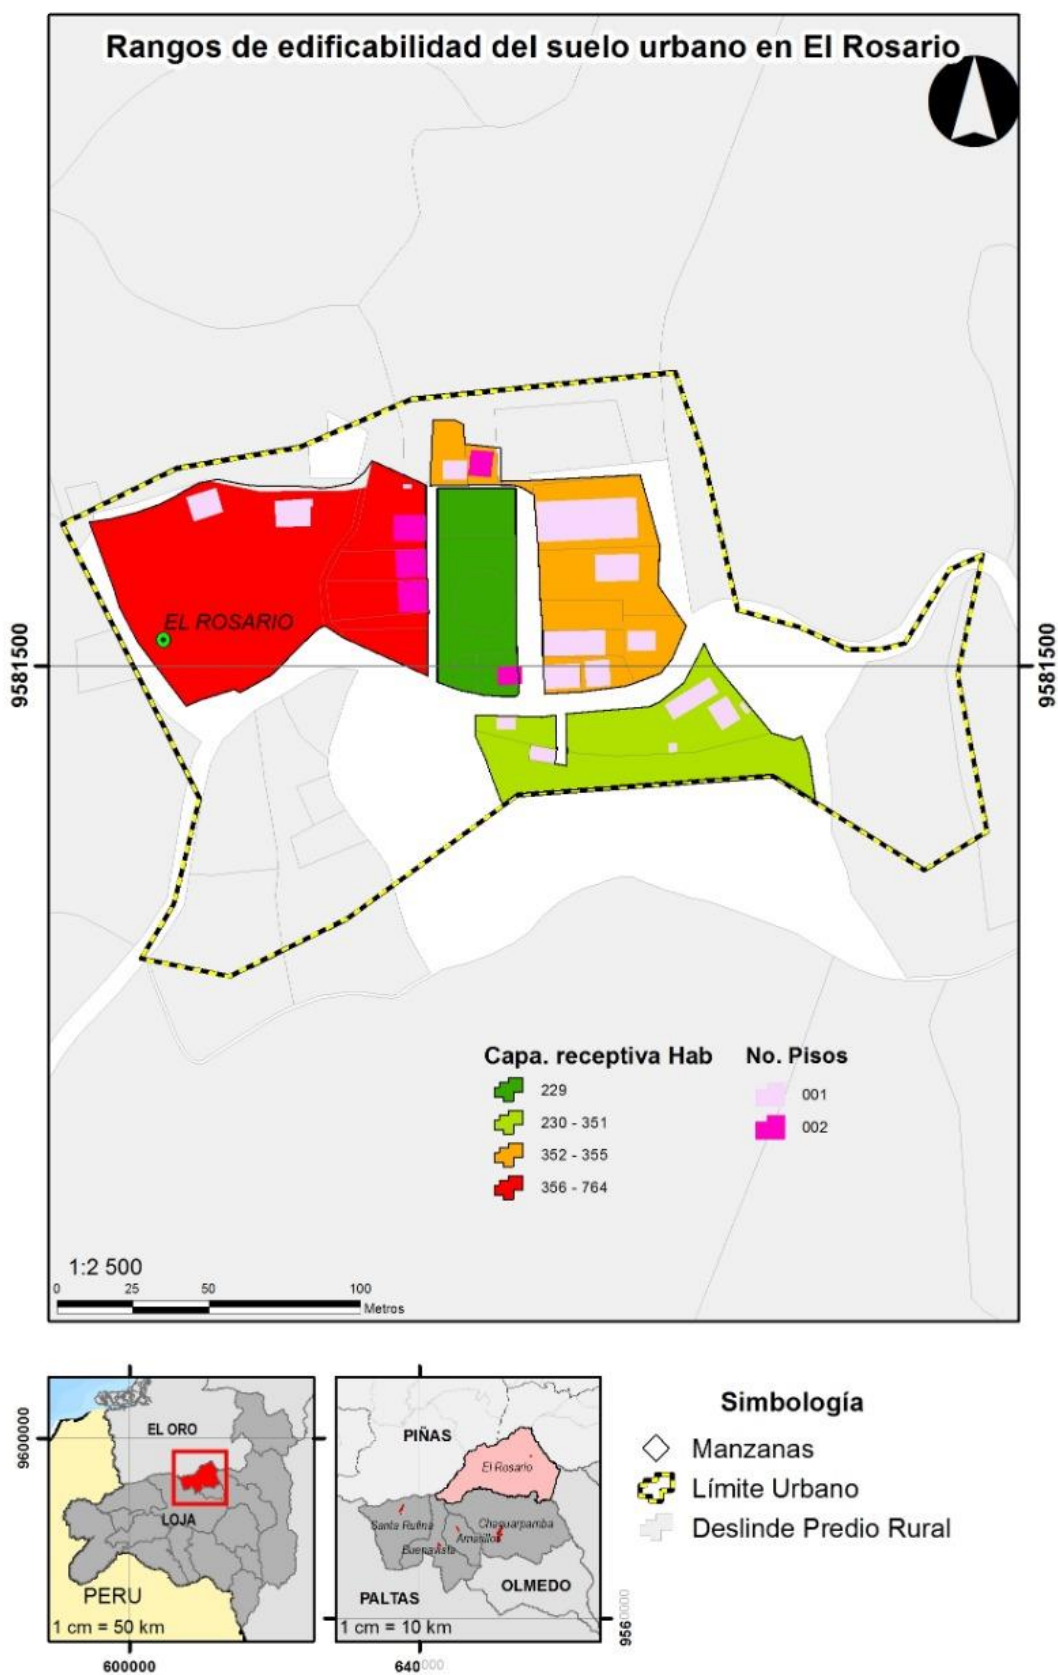 Rangos de edificabilidad del suelo urbano en El Rosario
EL ROSARIO
9581500
9581500
Capa. receptiva Hab
229
230 - 351
352 - 355
356 - 764
No. Pisos
001
002
1:2 500
0 25 50 100
Metros
EL ORO
LOJA
PERU
1 cm = 50 km
9600000
600000
PIÑAS
El Rosario
Santa Rufina
Chaguarpamba
Amarillos
Buenavista
PALTAS
OLMEDO
1 cm = 10 km
9560000
640000
Simbología
Manzanas
Límite Urbano
Deslinde Predio Rural